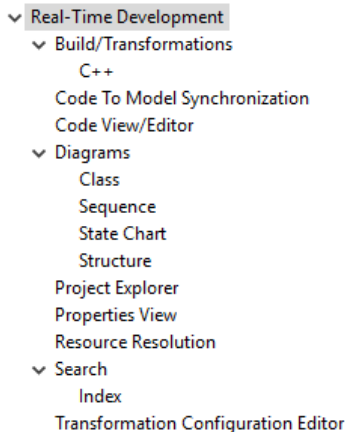 Real-Time Development
Build/Transformations
C++
Code To Model Synchronization
Code View/Editor
Diagrams
Class
Sequence
State Chart
Structure
Project Explorer
Properties View
Resource Resolution
Search
Index
Transformation Configuration Editor